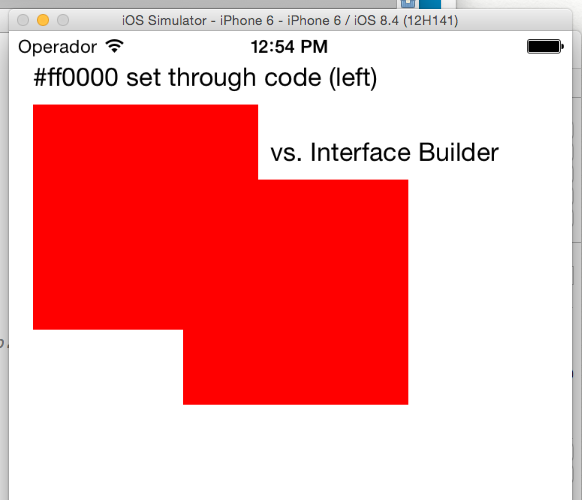 iOS Simulator - iPhone 6 - iPhone 6 / iOS 8.4 (12H141)
Operador 12:54 PM
#ff0000 set through code (left)
vs. Interface Builder